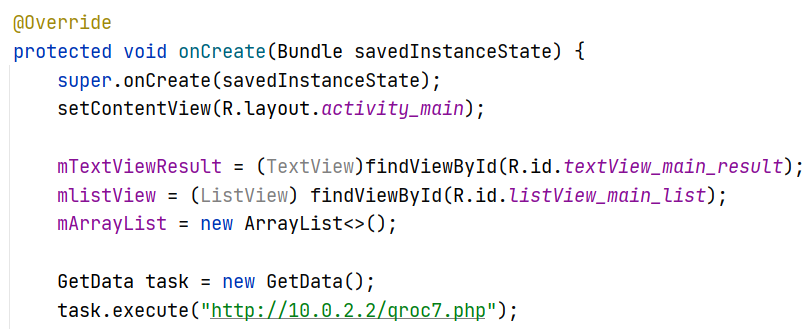 @Override
protected void onCreate(Bundle savedInstanceState) {
super.onCreate(savedInstanceState);
setContentView(R.layout.activity_main);
mTextViewResult = (TextView)findViewById(R.id.textView_main_result);
mlistView = (ListView) findViewById(R.id.listView_main_list);
mArrayList = new ArrayList<>();
GetData task = new GetData();
task.execute("http://10.0.2.2/qroc7.php");